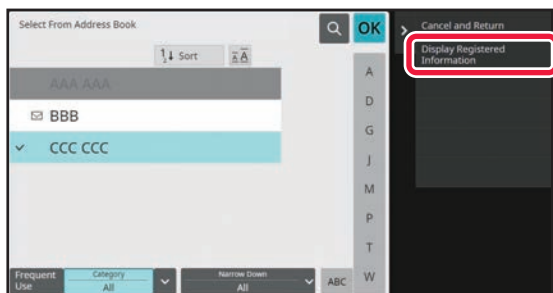 Select From Address Book
OK
Cancel and Return
Sort
Display Registered
Information
AAA AAA
BBB
CCC CCC
A
D
G
J
M
P
T
W
Frequent
Use
Category
All
Narrow Down
All
ABC